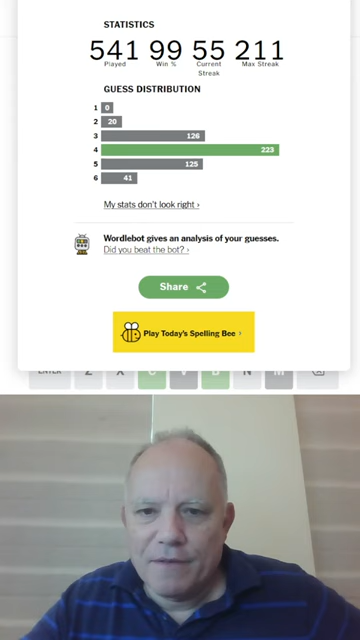 STATISTICS
541 99 55 211
Played Win % Current Streak Max Streak
GUESS DISTRIBUTION
1 0
2 20
3 126
4 223
5 125
6 41
My stats don't look right ›
Wordlebot gives an analysis of your guesses.
Did you beat the bot? ›
Share
Play Today's Spelling Bee ›
ENTER Z X C V B N M